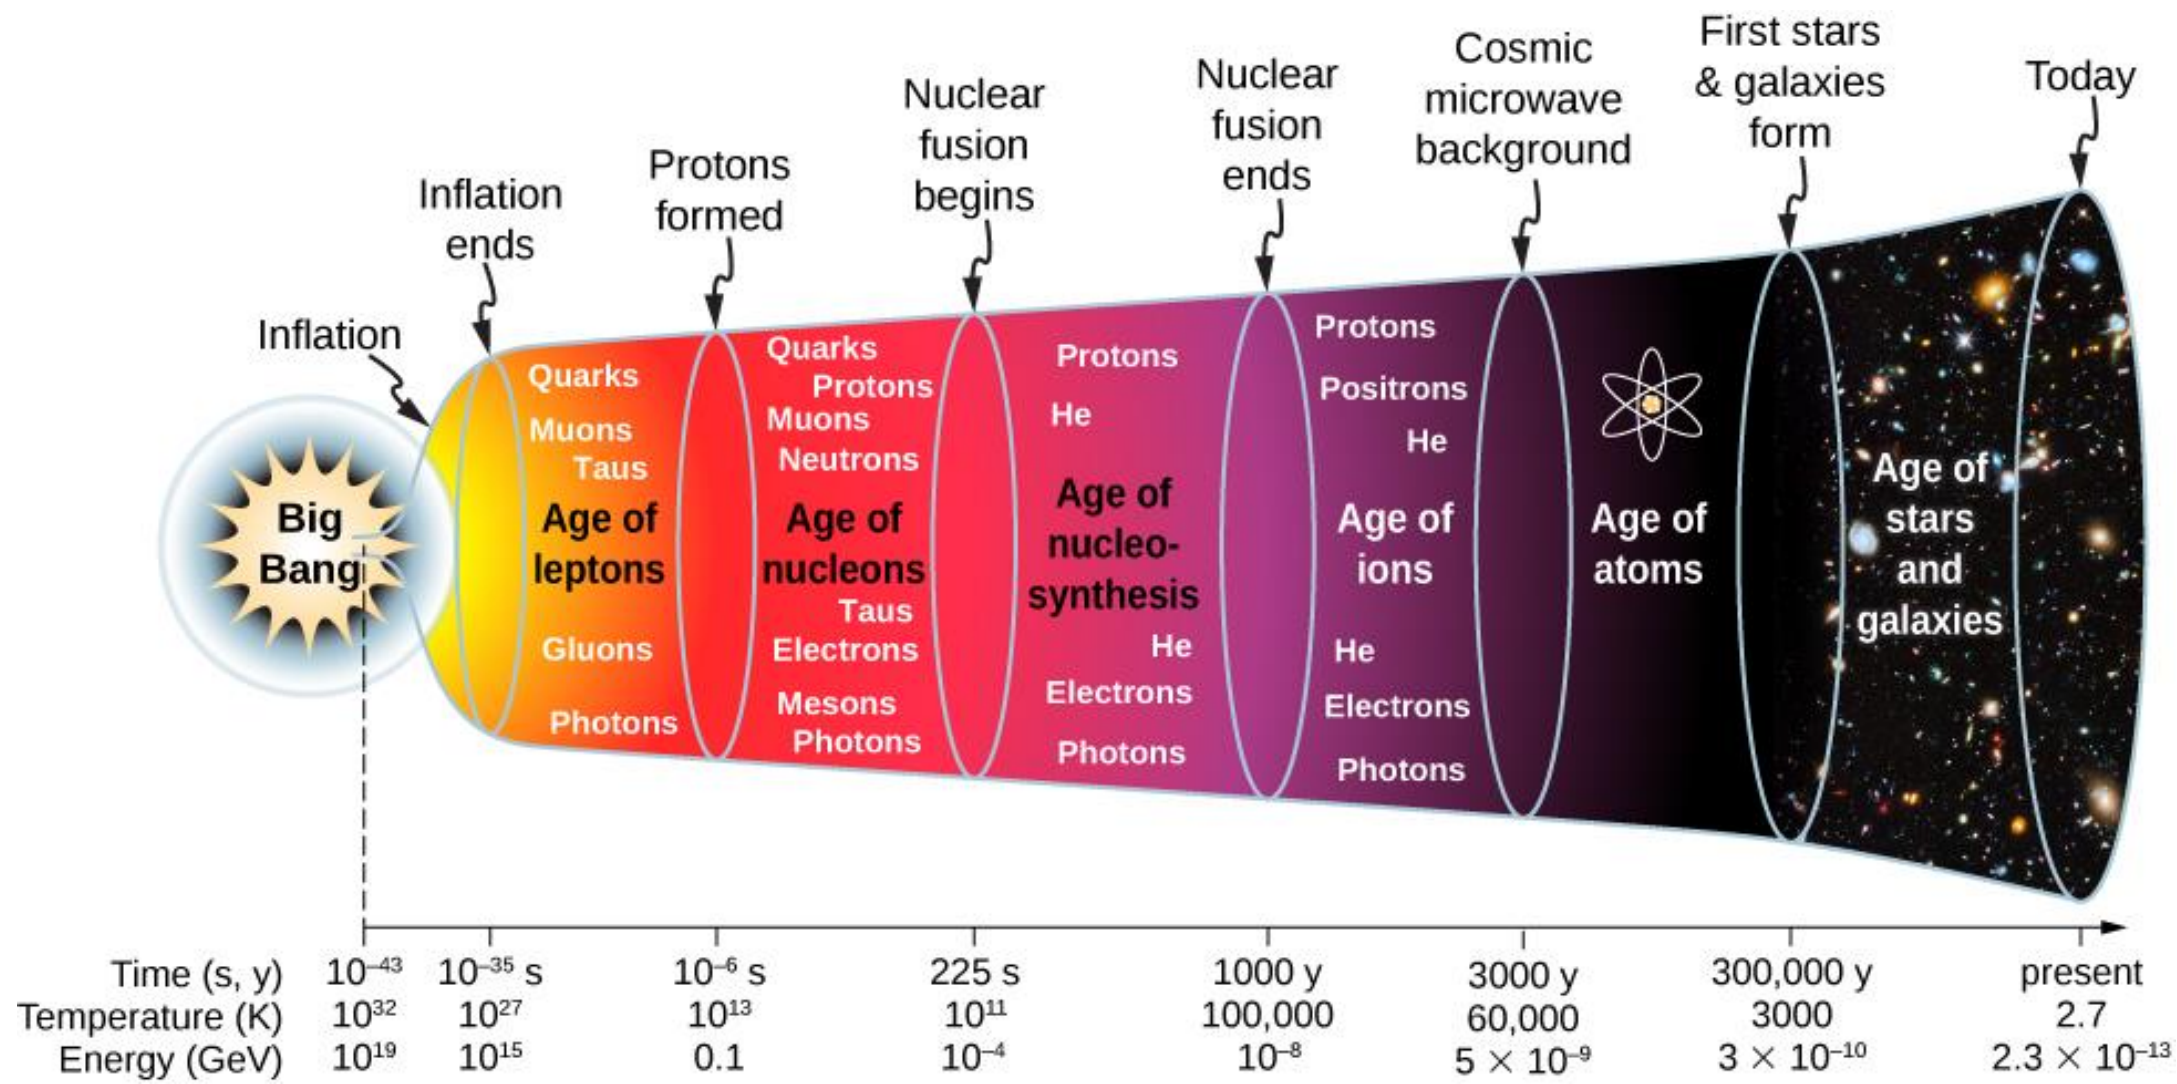 First stars
& galaxies
form
Cosmic
microwave
background
Today
Nuclear
fusion
ends
Nuclear
fusion
begins
Protons
formed
Inflation
ends
Inflation
Big
Bang
Quarks
Muons
Taus
Age of
leptons
Gluons
Photons
Quarks
Protons
Muons
Neutrons
Age of
nucleons
Taus
Electrons
Mesons
Photons
Protons
He
Age of
nucleo-
synthesis
He
Electrons
Photons
Protons
Positrons
He
Age of
ions
He
Electrons
Photons
Age of
atoms
Age of
stars
and
galaxies
Time (s, y) 10⁻⁴³ 10⁻³⁵ s 10⁻⁶ s 225 s 1000 y 3000 y 300,000 y present
Temperature (K) 10³² 10²⁷ 10¹³ 10¹¹ 100,000 60,000 3000 2.7
Energy (GeV) 10¹⁹ 10¹⁵ 0.1 10⁻⁴ 10⁻⁸ 5 × 10⁻⁹ 3 × 10⁻¹⁰ 2.3 × 10⁻¹³